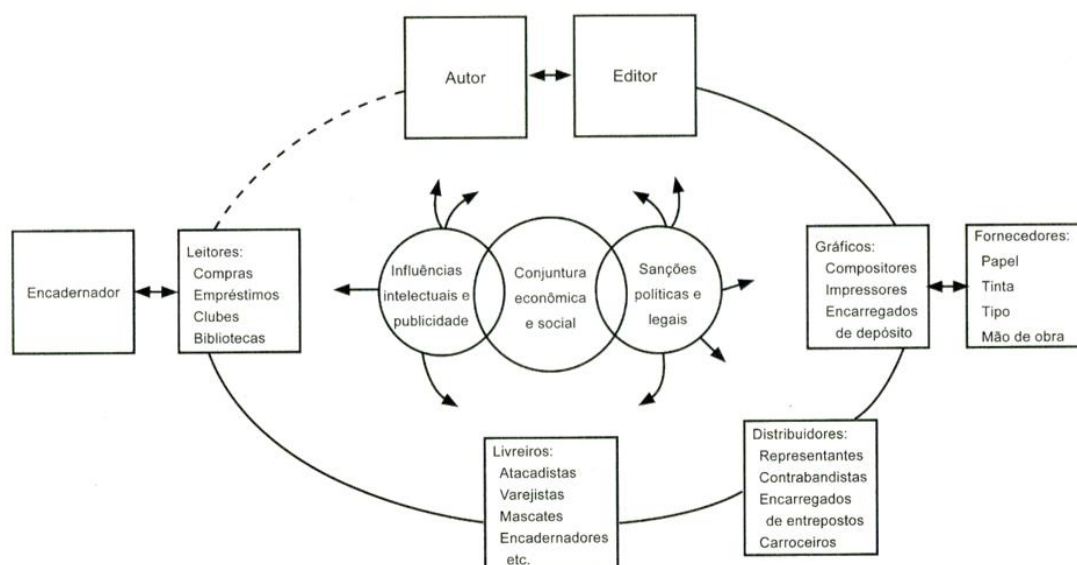 Autor
Editor
Encadernador
Leitores:
Compras
Empréstimos
Clubes
Bibliotecas
Influências
intelectuais e
publicidade
Conjuntura
econômica
e social
Sanções
políticas e
legais
Gráficos:
Compositores
Impressores
Encarregados
de depósito
Fornecedores:
Papel
Tinta
Tipo
Mão de obra
Livreiros:
Atacadistas
Varejistas
Mascates
Encadernadores
etc.
Distribuidores:
Representantes
Contrabandistas
Encarregados
de entrepostos
Carroceiros